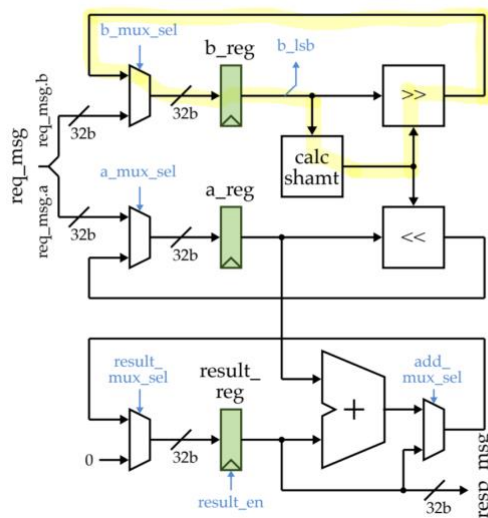 b_mux_sel
b_reg
b_lsb
>>
req_msg.b
32b
32b
calc
shamt
req_msg
a_mux_sel
a_reg
req_msg.a
32b
32b
<<
result_
mux_sel
result_
reg
add_
mux_sel
+
0
32b
result_en
32b
resp_msg